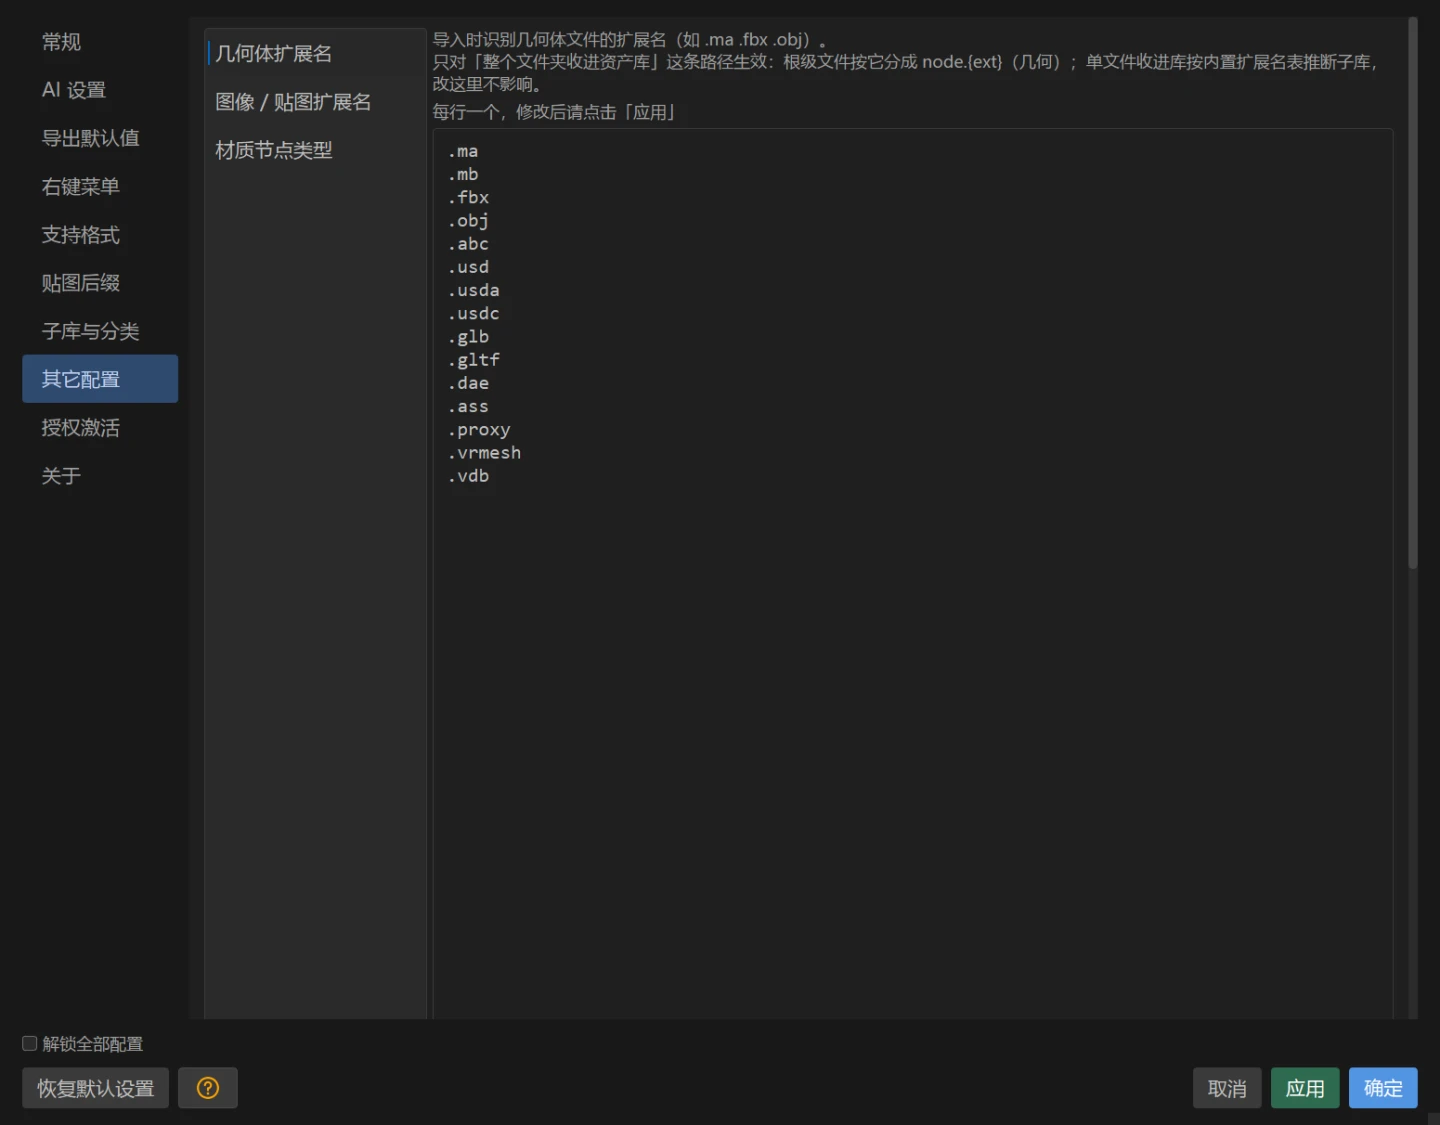 常规
AI 设置
导出默认值
右键菜单
支持格式
贴图后缀
子库与分类
其它配置
授权激活
关于
几何体扩展名
图像 / 贴图扩展名
材质节点类型
导入时识别几何体文件的扩展名（如 .ma .fbx .obj）。
只对「整个文件夹收进资产库」这条路径生效：根级文件按它分成 node.{ext}（几何）；单文件收进库按内置扩展名表推断子库，
改这里不影响。
每行一个，修改后请点击「应用」
.ma
.mb
.fbx
.obj
.abc
.usd
.usda
.usdc
.glb
.gltf
.dae
.ass
.proxy
.vrmesh
.vdb
解锁全部配置
恢复默认设置
?
取消
应用
确定